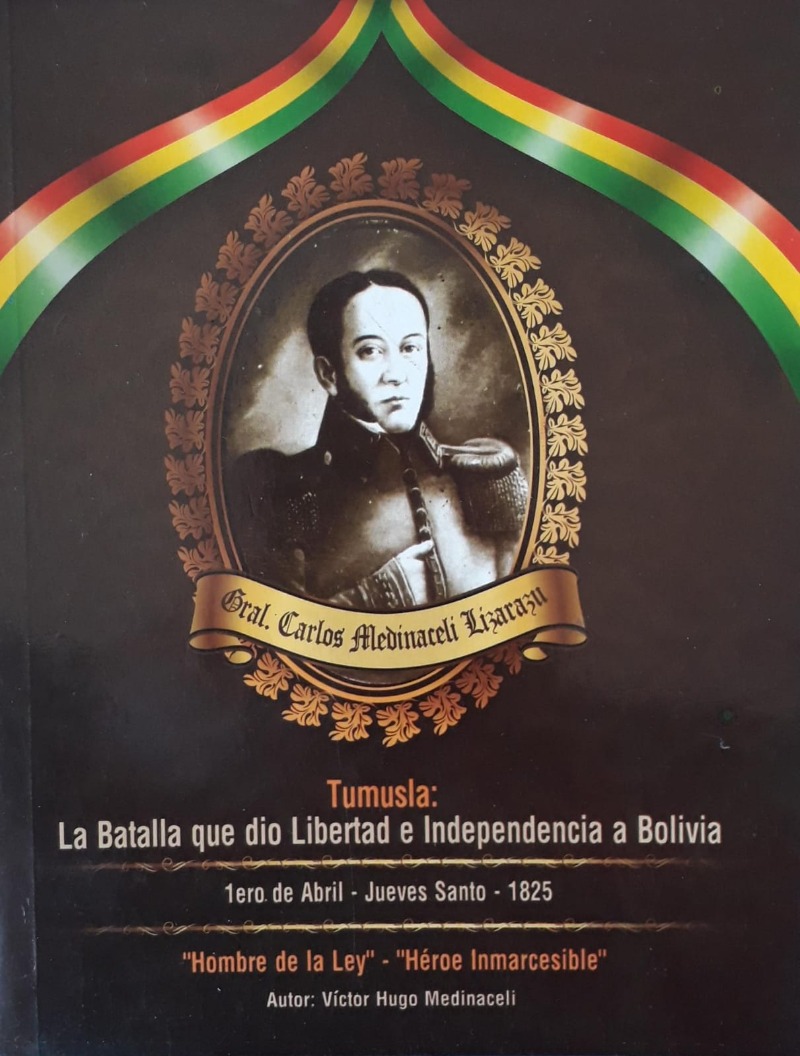 Gral. Carlos Medinaceli Lizarazu
Tumusla:
La Batalla que dio Libertad e Independencia a Bolivia
1ero. de Abril - Jueves Santo - 1825
"Hombre de la Ley" - "Héroe Inmarcesible"
Autor: Víctor Hugo Medinaceli